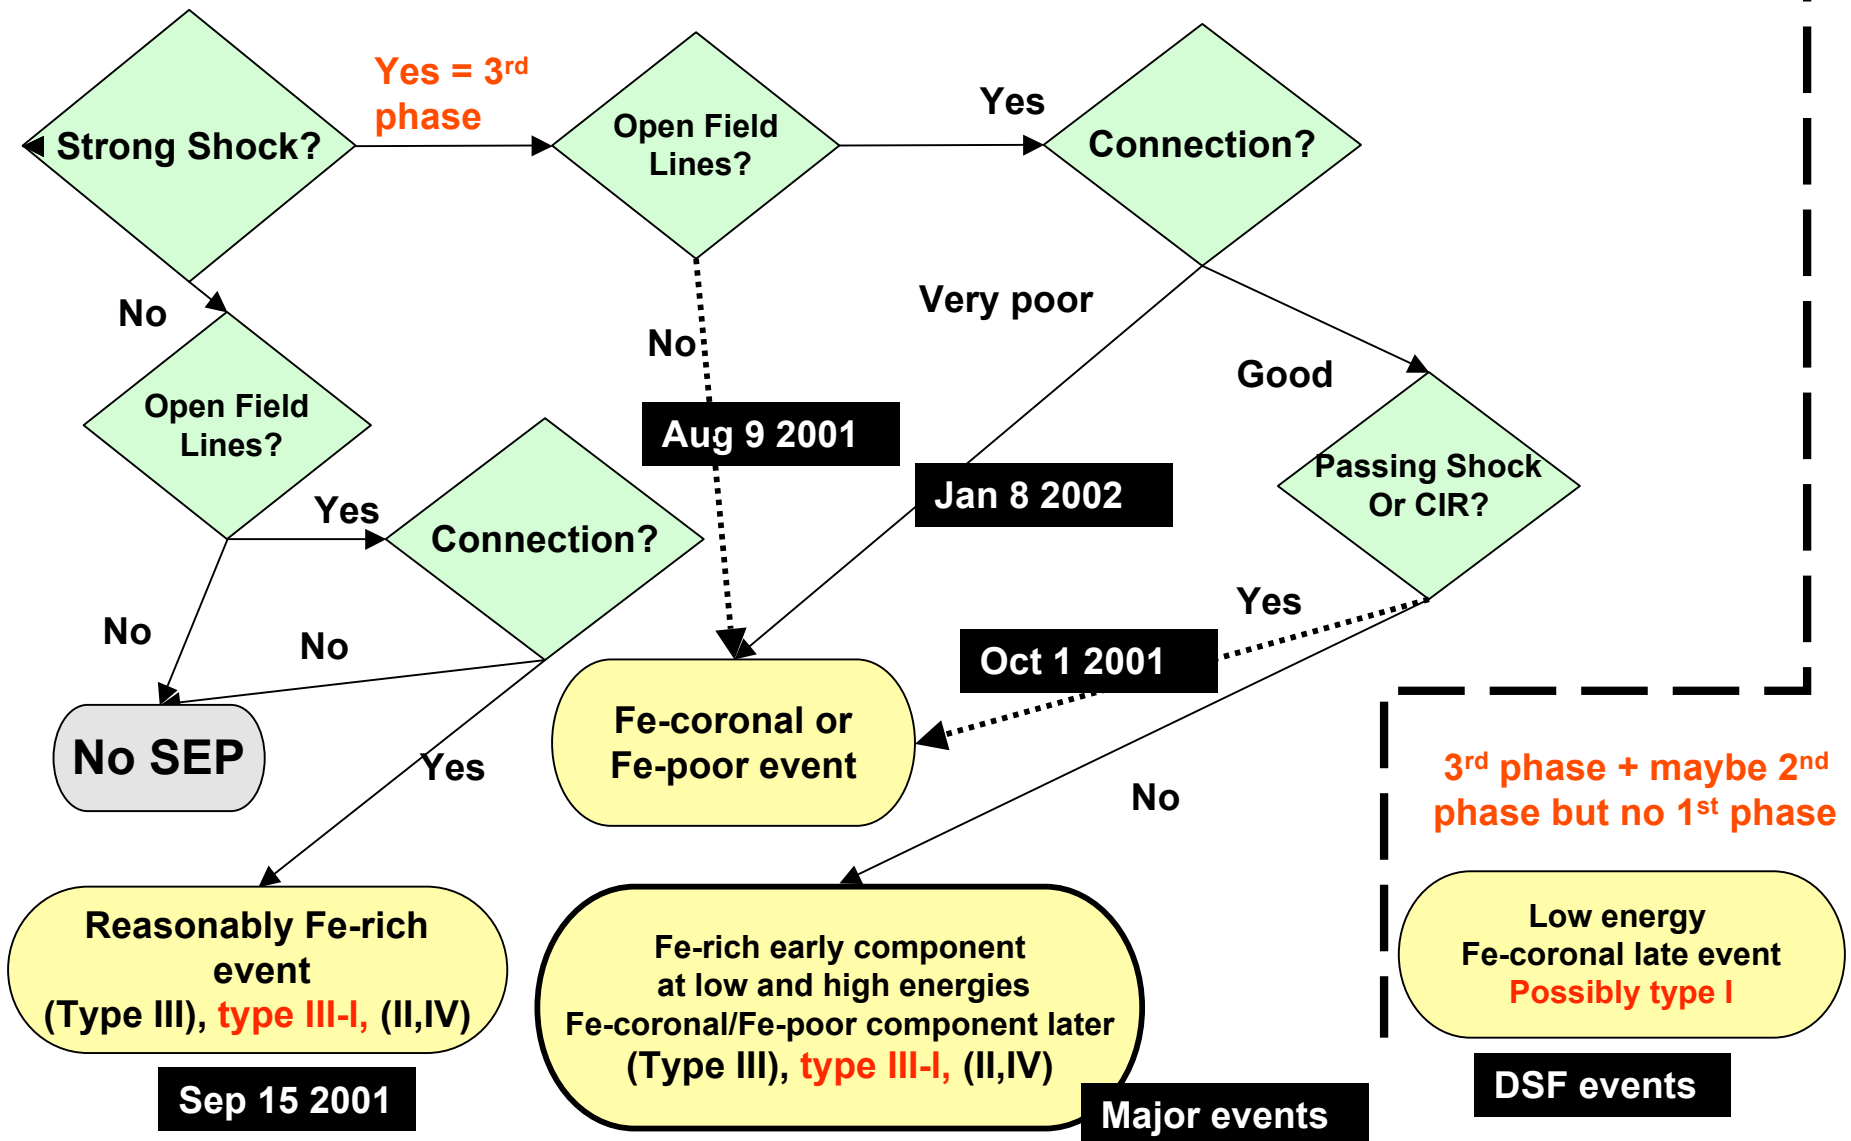 Yes = 3rd
phase
Strong Shock?
Open Field
Lines?
Yes
Connection?
No
Very poor
No
Good
Open Field
Lines?
Aug 9 2001
Passing Shock
Or CIR?
Jan 8 2002
Yes
Connection?
Yes
No
No
Oct 1 2001
Fe-coronal or
Fe-poor event
No SEP
Yes
No
3rd phase + maybe 2nd
phase but no 1st phase
Reasonably Fe-rich
event
(Type III), type III-I, (II,IV)
Fe-rich early component
at low and high energies
Fe-coronal/Fe-poor component later
(Type III), type III-I, (II,IV)
Low energy
Fe-coronal late event
Possibly type I
Sep 15 2001
Major events
DSF events